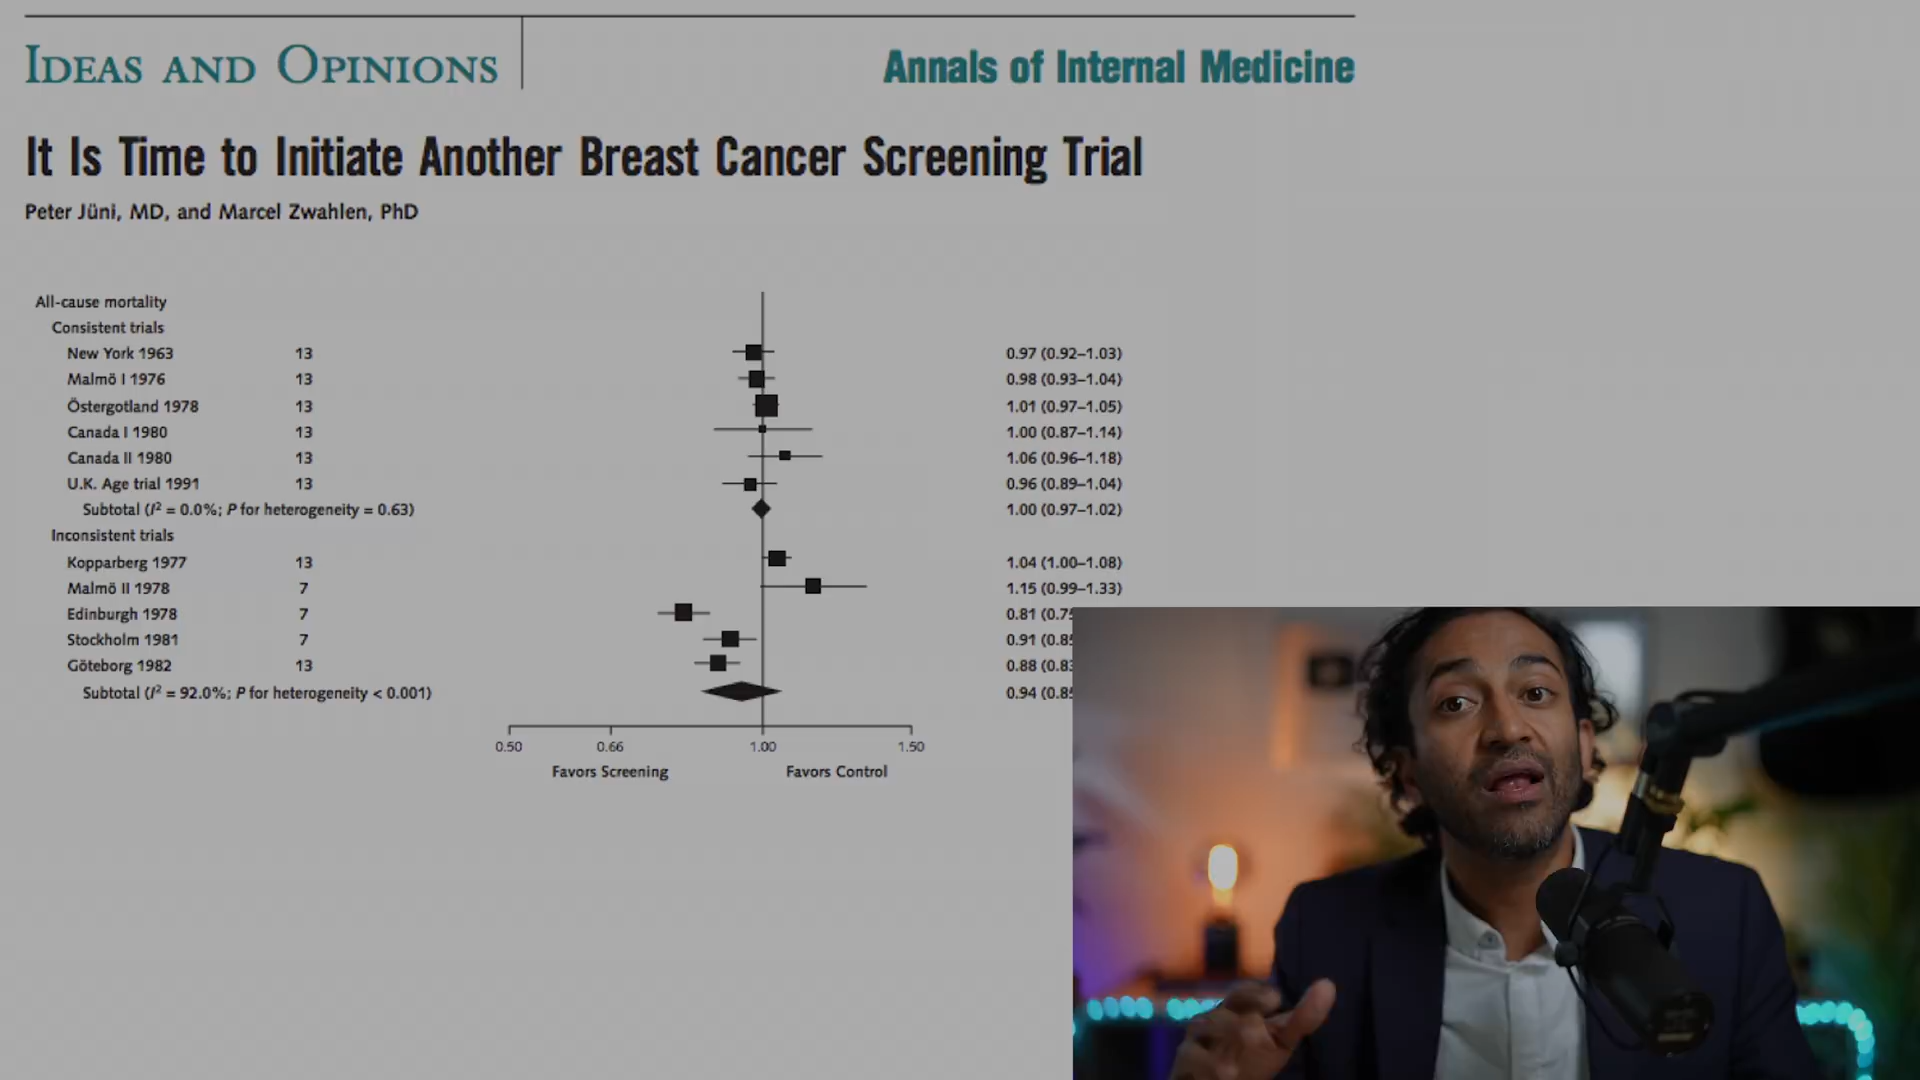 IDEAS AND OPINIONS
Annals of Internal Medicine
It Is Time to Initiate Another Breast Cancer Screening Trial
Peter Jüni, MD, and Marcel Zwahlen, PhD
All-cause mortality
Consistent trials
New York 1963 13 0.97 (0.92–1.03)
Malmö I 1976 13 0.98 (0.93–1.04)
Östergotland 1978 13 1.01 (0.97–1.05)
Canada I 1980 13 1.00 (0.87–1.14)
Canada II 1980 13 1.06 (0.96–1.18)
U.K. Age trial 1991 13 0.96 (0.89–1.04)
Subtotal (I² = 0.0%; P for heterogeneity = 0.63) 1.00 (0.97–1.02)
Inconsistent trials
Kopparberg 1977 13 1.04 (1.00–1.08)
Malmö II 1978 7 1.15 (0.99–1.33)
Edinburgh 1978 7 0.81
Stockholm 1981 7 0.91
Göteborg 1982 13 0.88
Subtotal (I² = 92.0%; P for heterogeneity < 0.001) 0.94
0.50 0.66 1.00 1.50
Favors Screening Favors Control